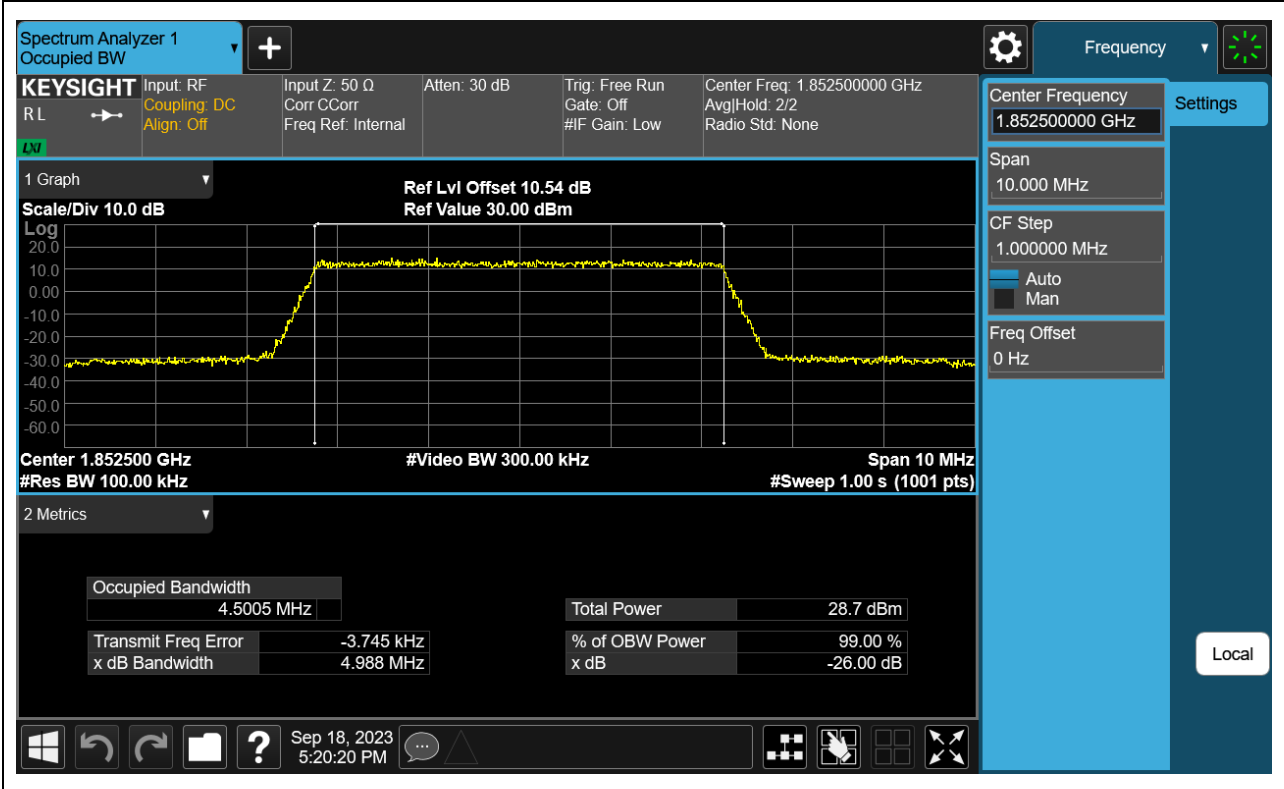 Spectrum Analyzer 1
Occupied BW
+
Frequency
KEYSIGHT
R L
LXI
Input: RF
Coupling: DC
Align: Off
Input Z: 50 Ω
Corr CCorr
Freq Ref: Internal
Atten: 30 dB
Trig: Free Run
Gate: Off
#IF Gain: Low
Center Freq: 1.852500000 GHz
Avg|Hold: 2/2
Radio Std: None
Center Frequency
1.852500000 GHz
Settings
Span
10.000 MHz
CF Step
1.000000 MHz
Auto
Man
Freq Offset
0 Hz
1 Graph
Ref Lvl Offset 10.54 dB
Scale/Div 10.0 dB
Ref Value 30.00 dBm
Log
20.0
10.0
0.00
-10.0
-20.0
-30.0
-40.0
-50.0
-60.0
Center 1.852500 GHz
#Video BW 300.00 kHz
Span 10 MHz
#Res BW 100.00 kHz
#Sweep 1.00 s (1001 pts)
2 Metrics
Occupied Bandwidth
4.5005 MHz
Total Power 28.7 dBm
Transmit Freq Error -3.745 kHz
% of OBW Power 99.00 %
x dB Bandwidth 4.988 MHz
x dB -26.00 dB
Local
?
Sep 18, 2023
5:20:20 PM